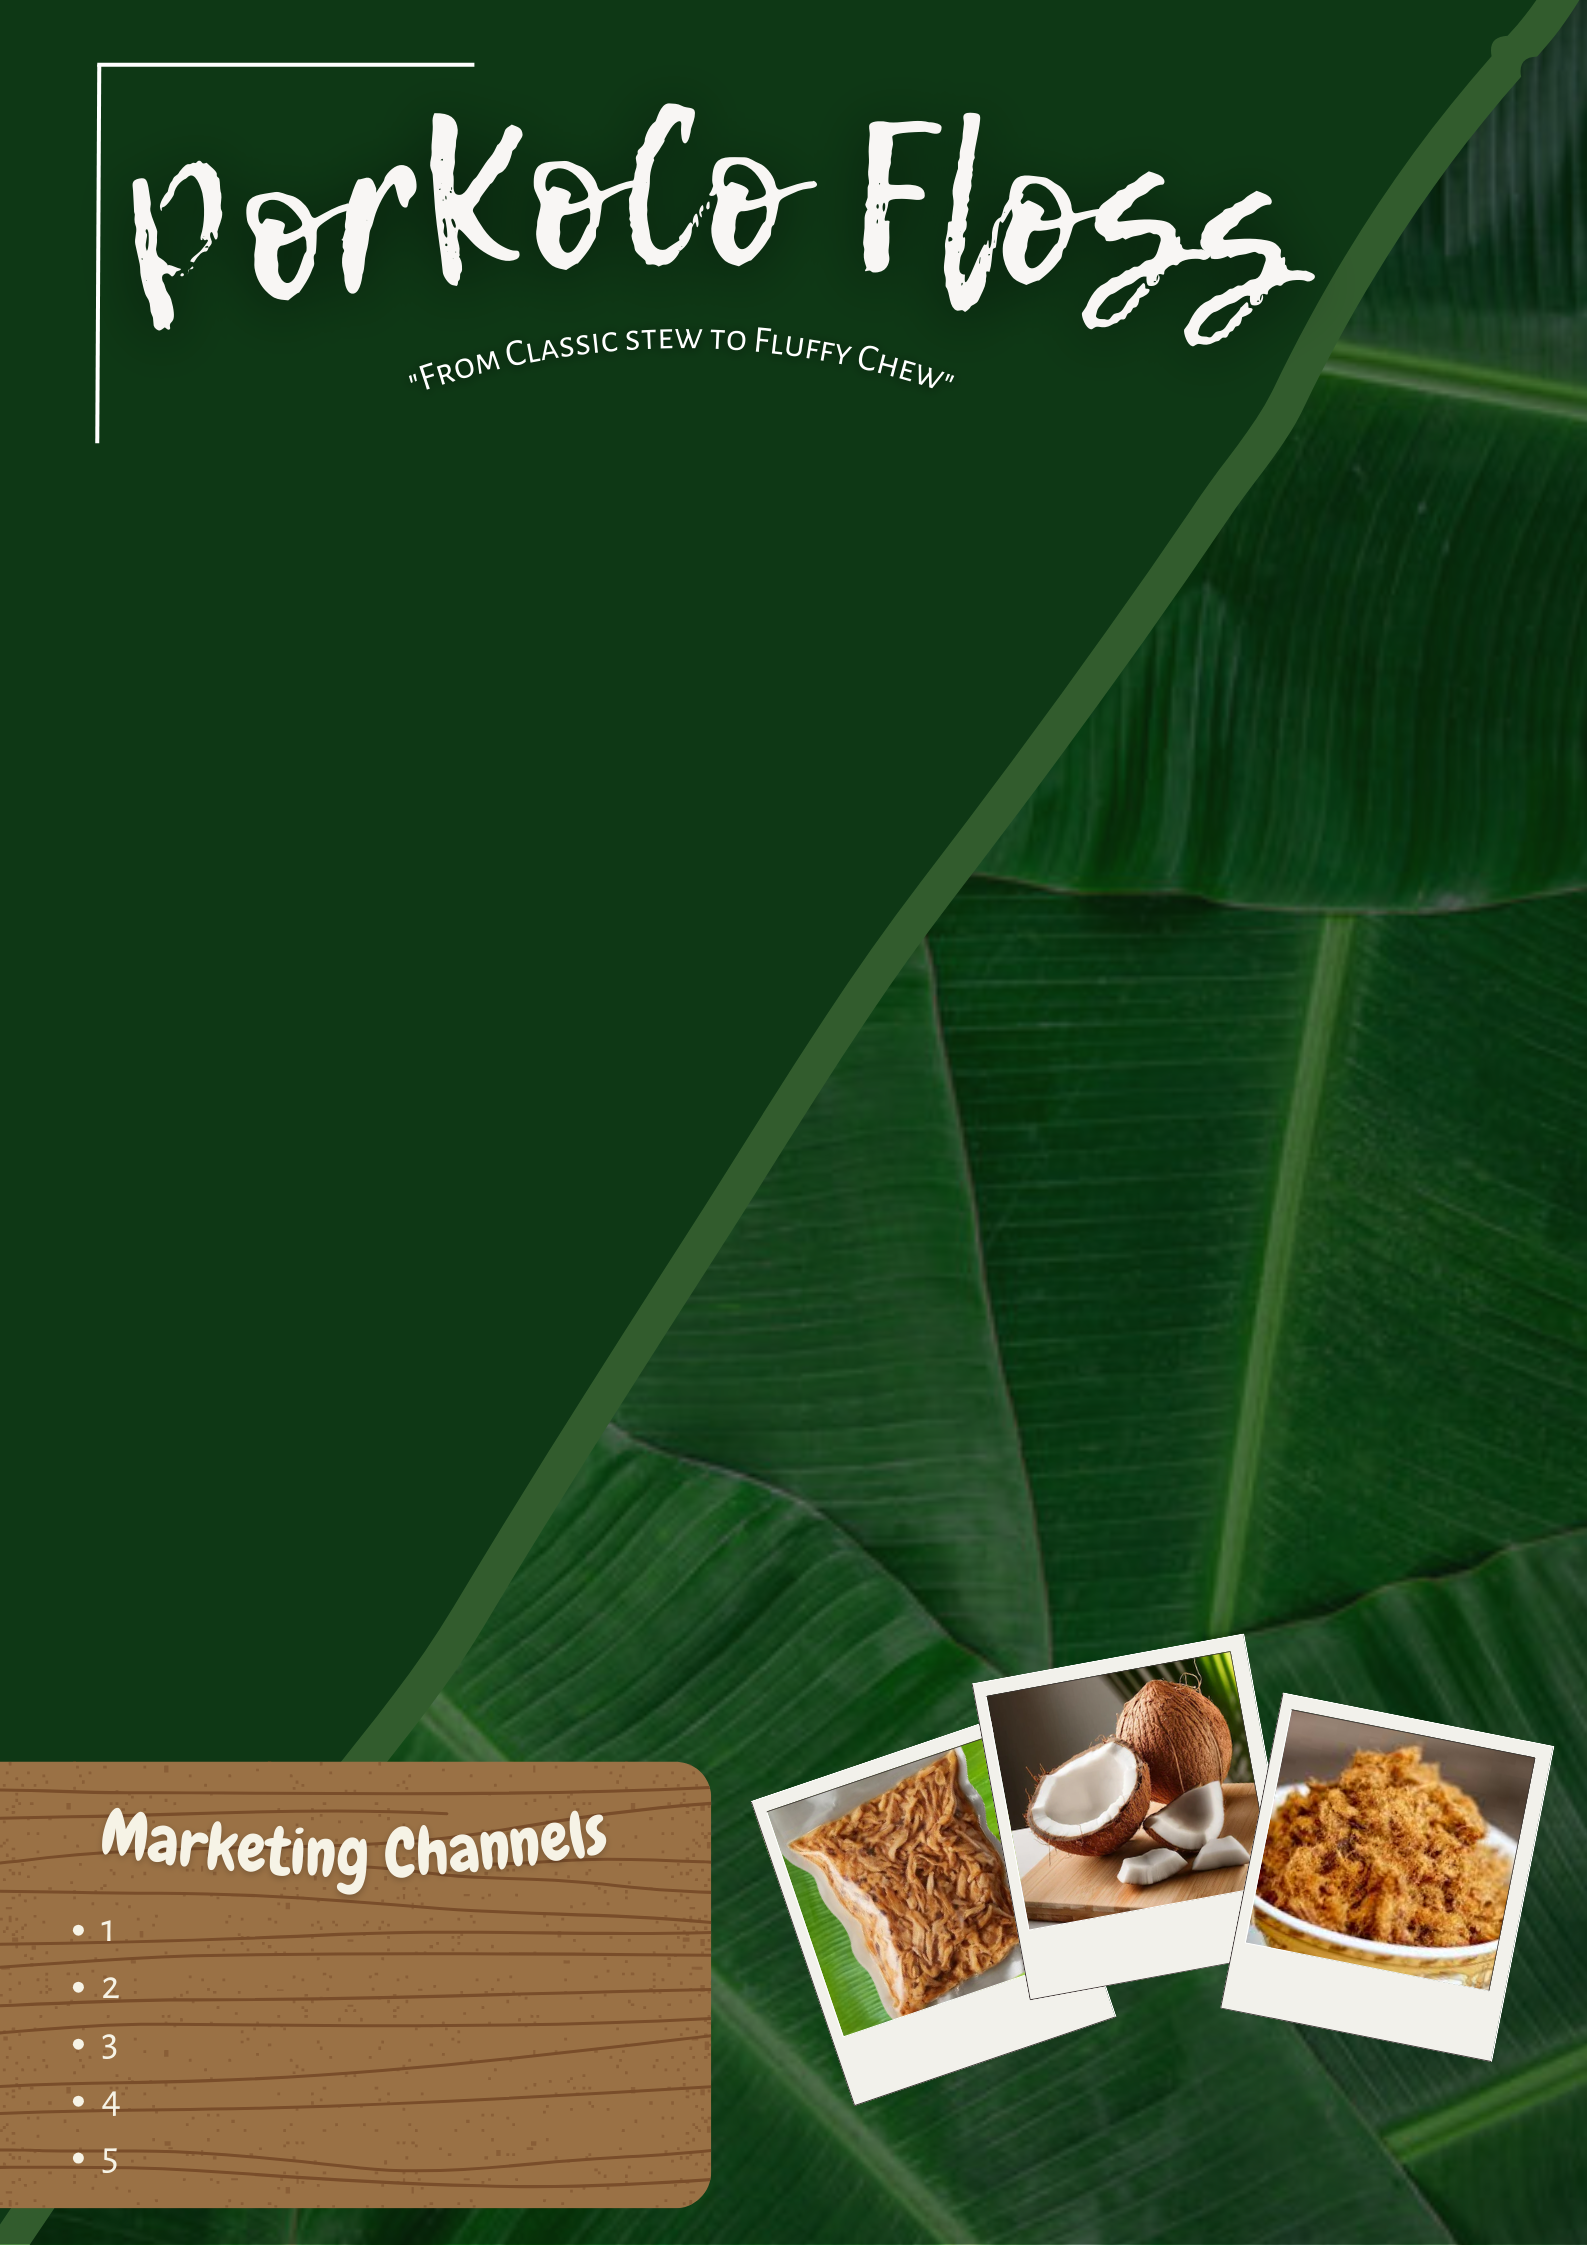 PorKoCo Floss
"From Classic stew to Fluffy Chew"
Marketing Channels
• 1
• 2
• 3
• 4
• 5